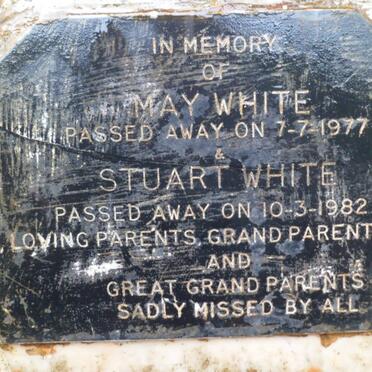 IN MEMORY
OF
MAY WHITE
PASSED AWAY ON 7-7-1977
&
STUART WHITE
PASSED AWAY ON 10-3-1982
LOVING PARENTS, GRAND PARENT
AND
GREAT GRAND PARENTS
SADLY MISSED BY ALL